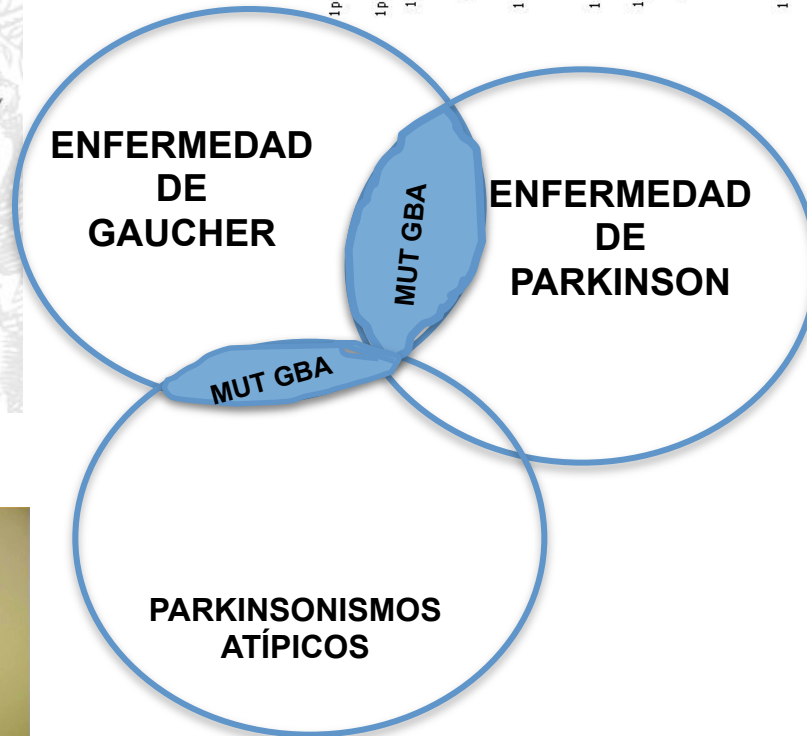 ENFERMEDAD
DE
GAUCHER
MUT GBA
ENFERMEDAD
DE
PARKINSON
MUT GBA
PARKINSONISMOS
ATÍPICOS